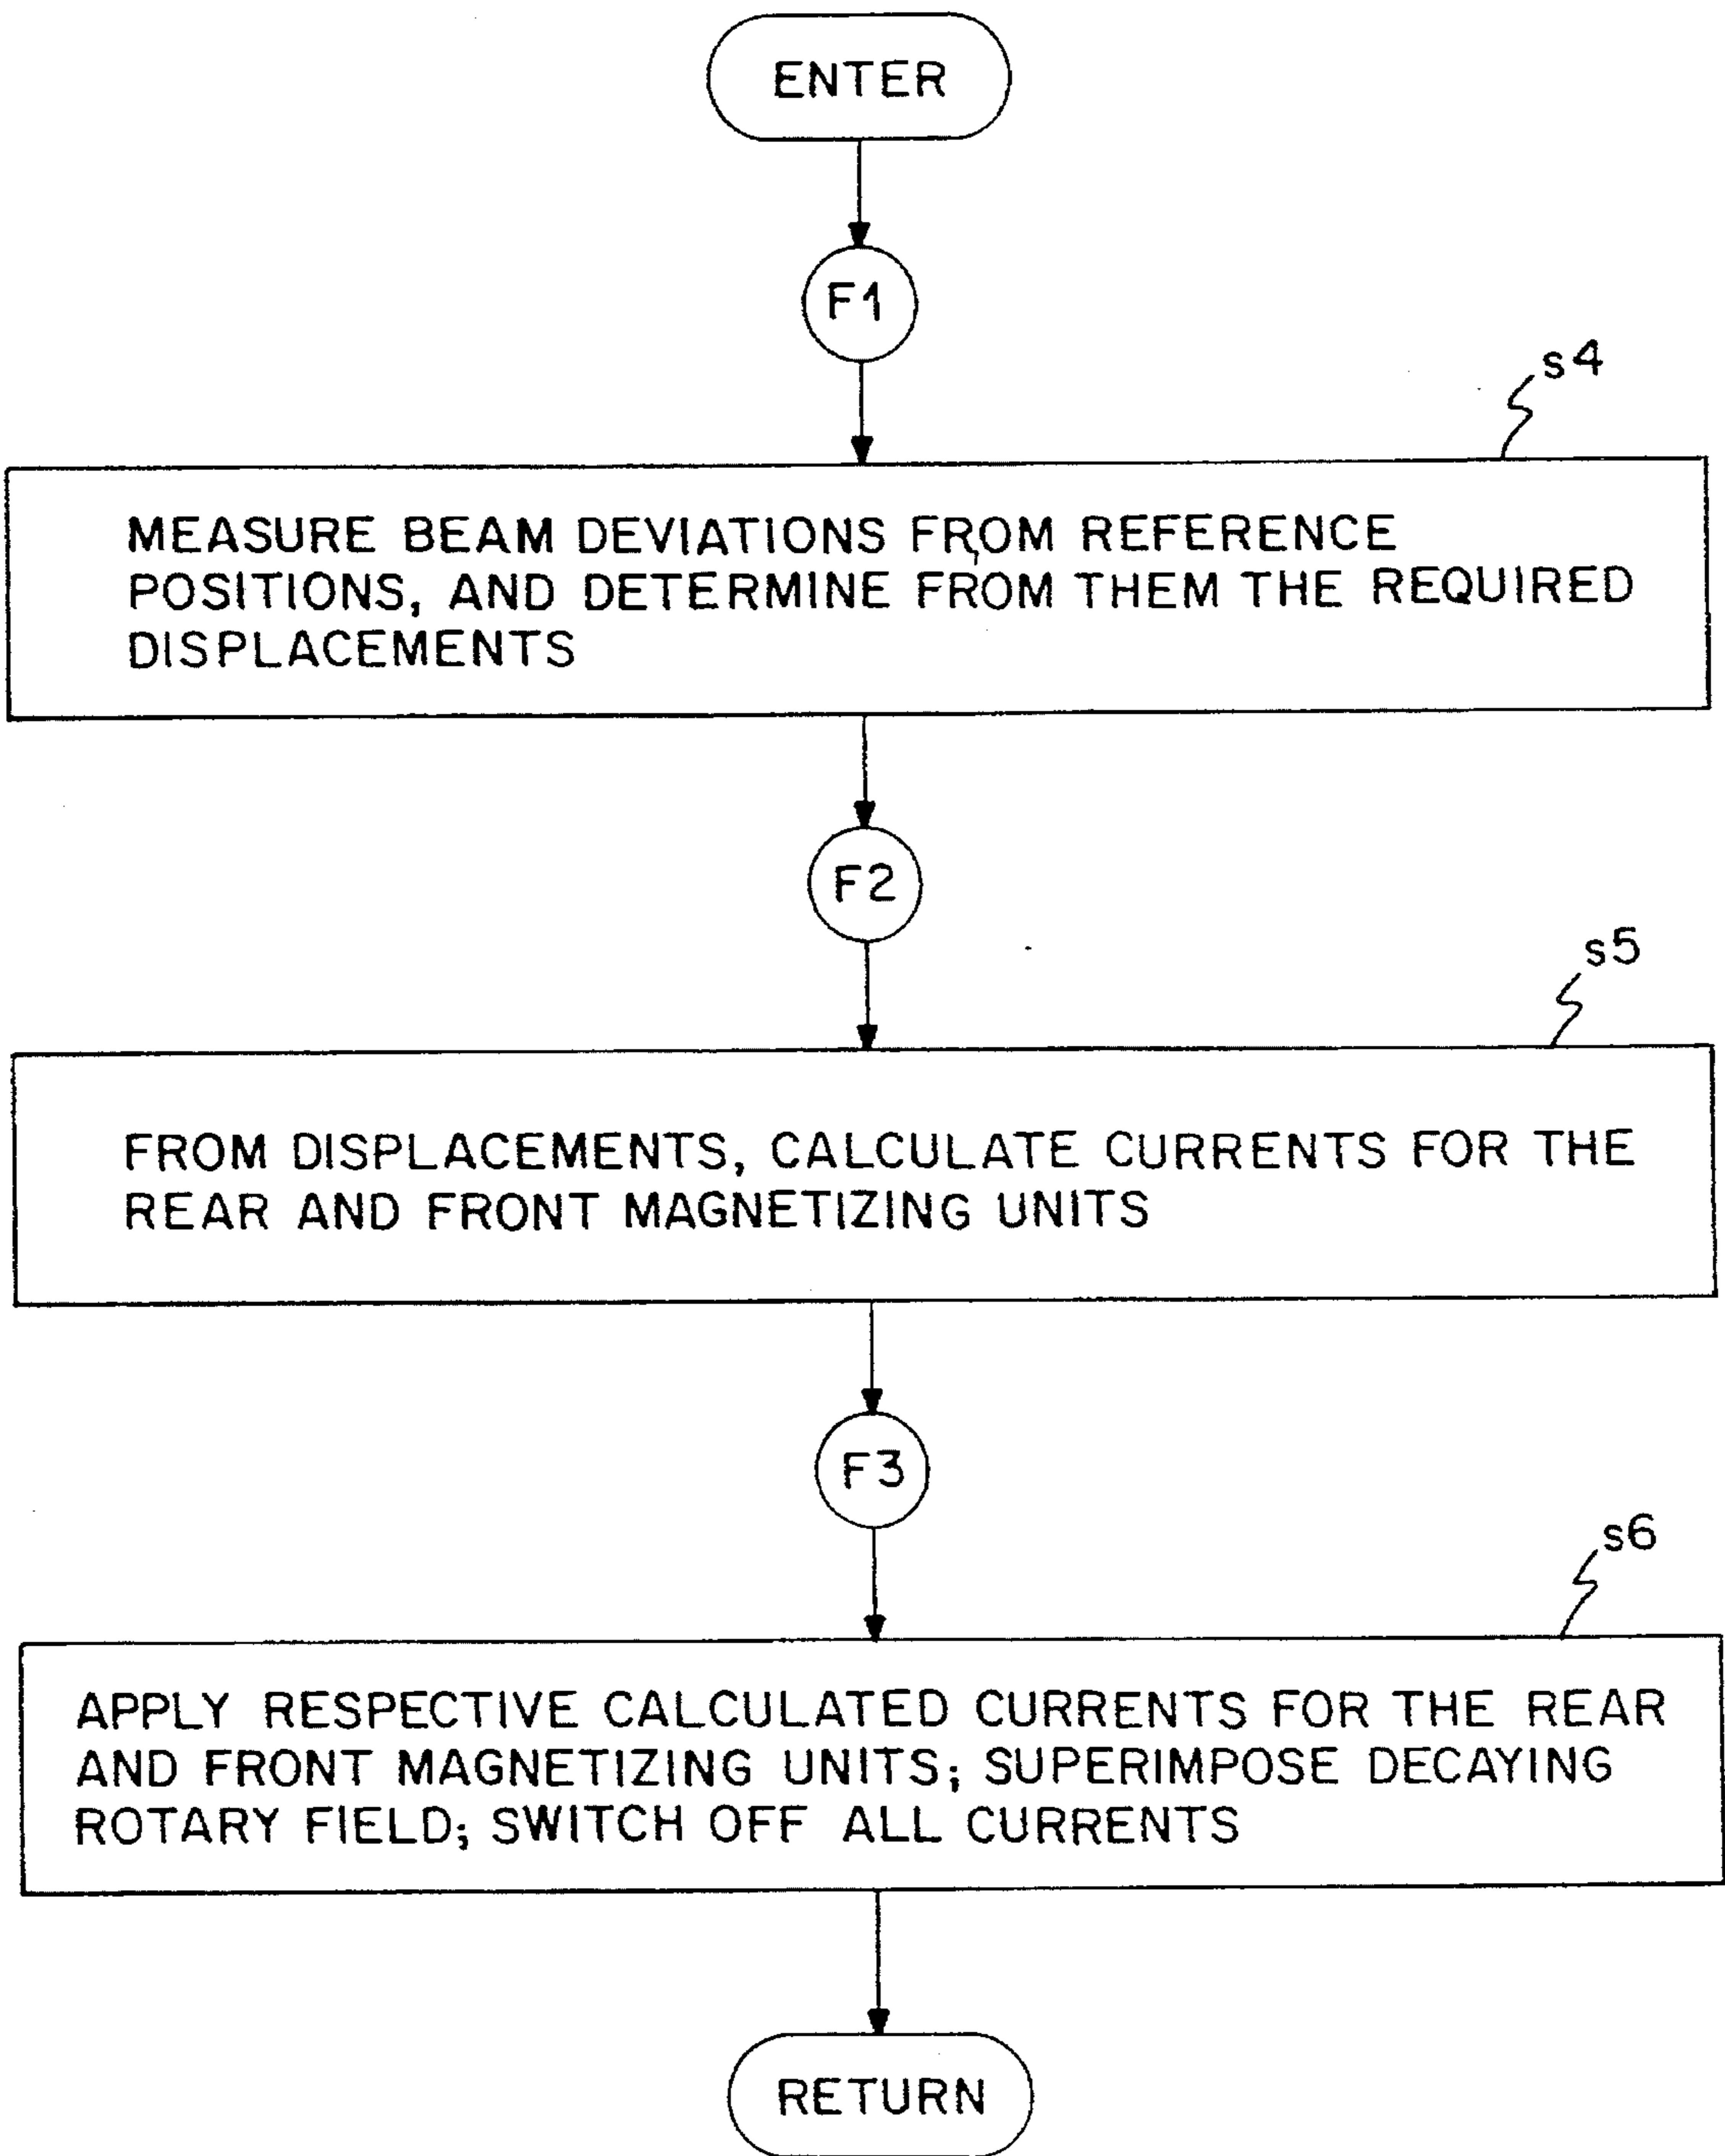 ENTER
F1
s4
MEASURE BEAM DEVIATIONS FROM REFERENCE
POSITIONS, AND DETERMINE FROM THEM THE REQUIRED
DISPLACEMENTS
F2
s5
FROM DISPLACEMENTS, CALCULATE CURRENTS FOR THE
REAR AND FRONT MAGNETIZING UNITS
F3
s6
APPLY RESPECTIVE CALCULATED CURRENTS FOR THE REAR
AND FRONT MAGNETIZING UNITS; SUPERIMPOSE DECAYING
ROTARY FIELD; SWITCH OFF ALL CURRENTS
RETURN